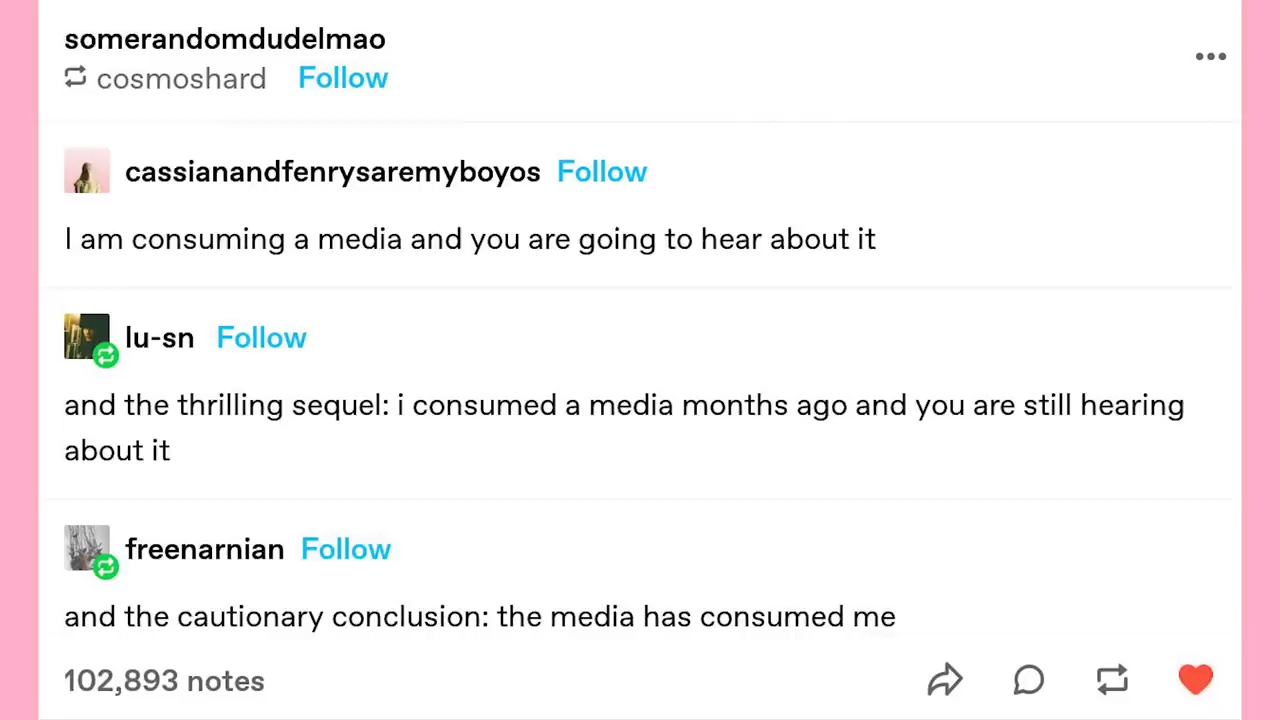 somerandomdudelmao
cosmoshard Follow
cassianandfenrysaremyboyos Follow
I am consuming a media and you are going to hear about it
lu-sn Follow
and the thrilling sequel: i consumed a media months ago and you are still hearing
about it
freenarnian Follow
and the cautionary conclusion: the media has consumed me
102,893 notes